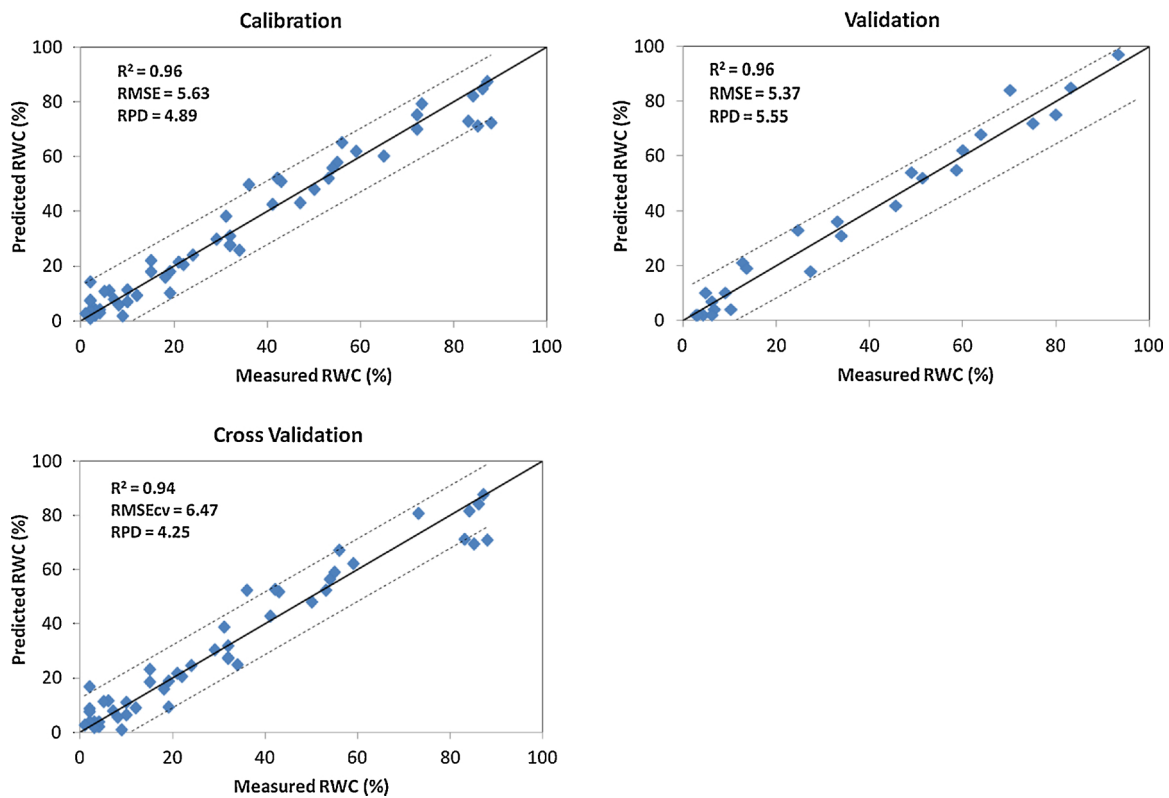 Calibration
R² = 0.96
RMSE = 5.63
RPD = 4.89
Predicted RWC (%)
100
80
60
40
20
0
0 20 40 60 80 100
Measured RWC (%)
Validation
R² = 0.96
RMSE = 5.37
RPD = 5.55
Predicted RWC (%)
100
80
60
40
20
0
0 20 40 60 80 100
Measured RWC (%)
Cross Validation
R² = 0.94
RMSEcv = 6.47
RPD = 4.25
Predicted RWC (%)
100
80
60
40
20
0
0 20 40 60 80 100
Measured RWC (%)